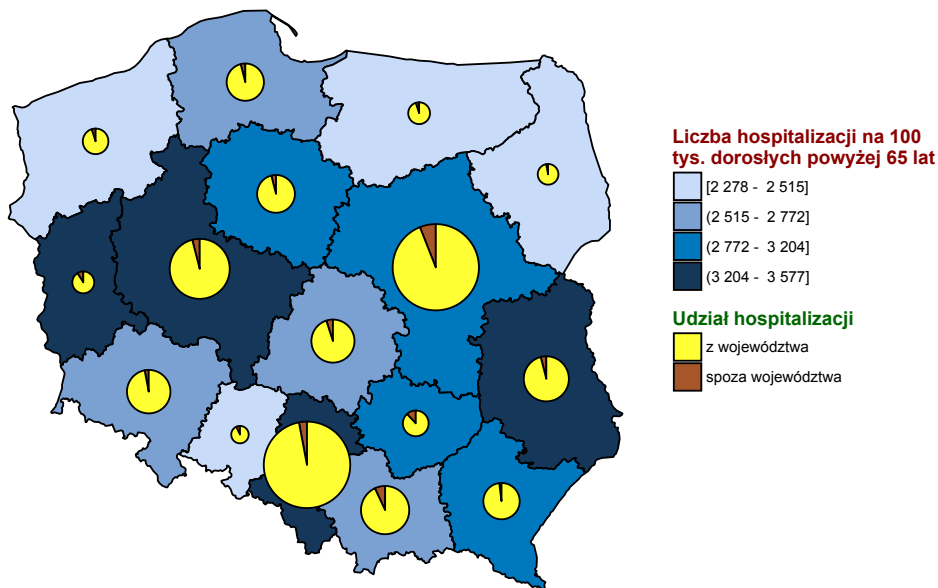 Liczba hospitalizacji na 100
tys. dorosłych powyżej 65 lat
[2 278 - 2 515]
(2 515 - 2 772]
(2 772 - 3 204]
(3 204 - 3 577]
Udział hospitalizacji
z województwa
spoza województwa